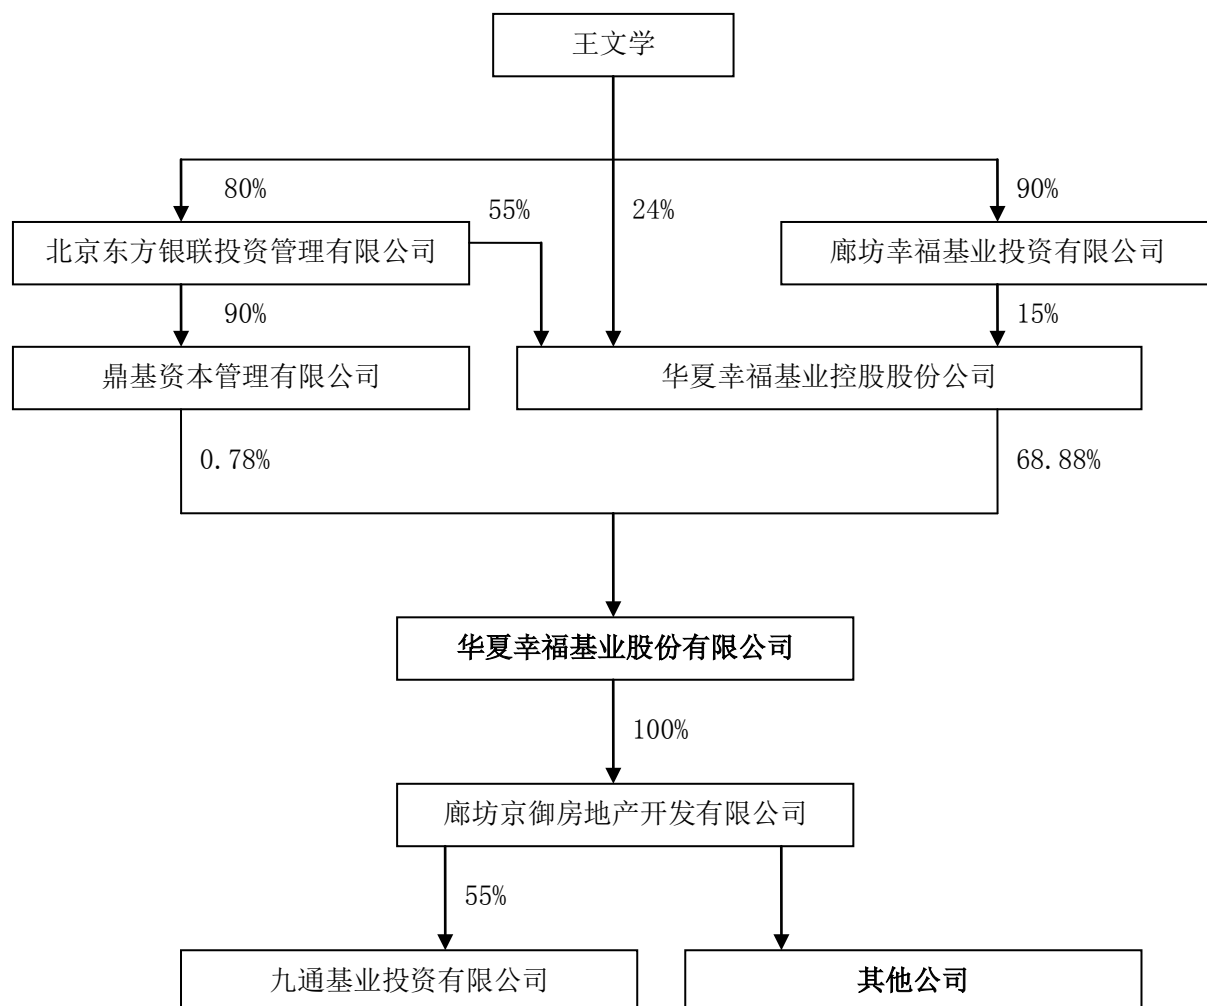 王文学
80%
55%
24%
90%
北京东方银联投资管理有限公司
廊坊幸福基业投资有限公司
90%
15%
鼎基资本管理有限公司
华夏幸福基业控股股份公司
0.78%
68.88%
华夏幸福基业股份有限公司
100%
廊坊京御房地产开发有限公司
55%
九通基业投资有限公司
其他公司